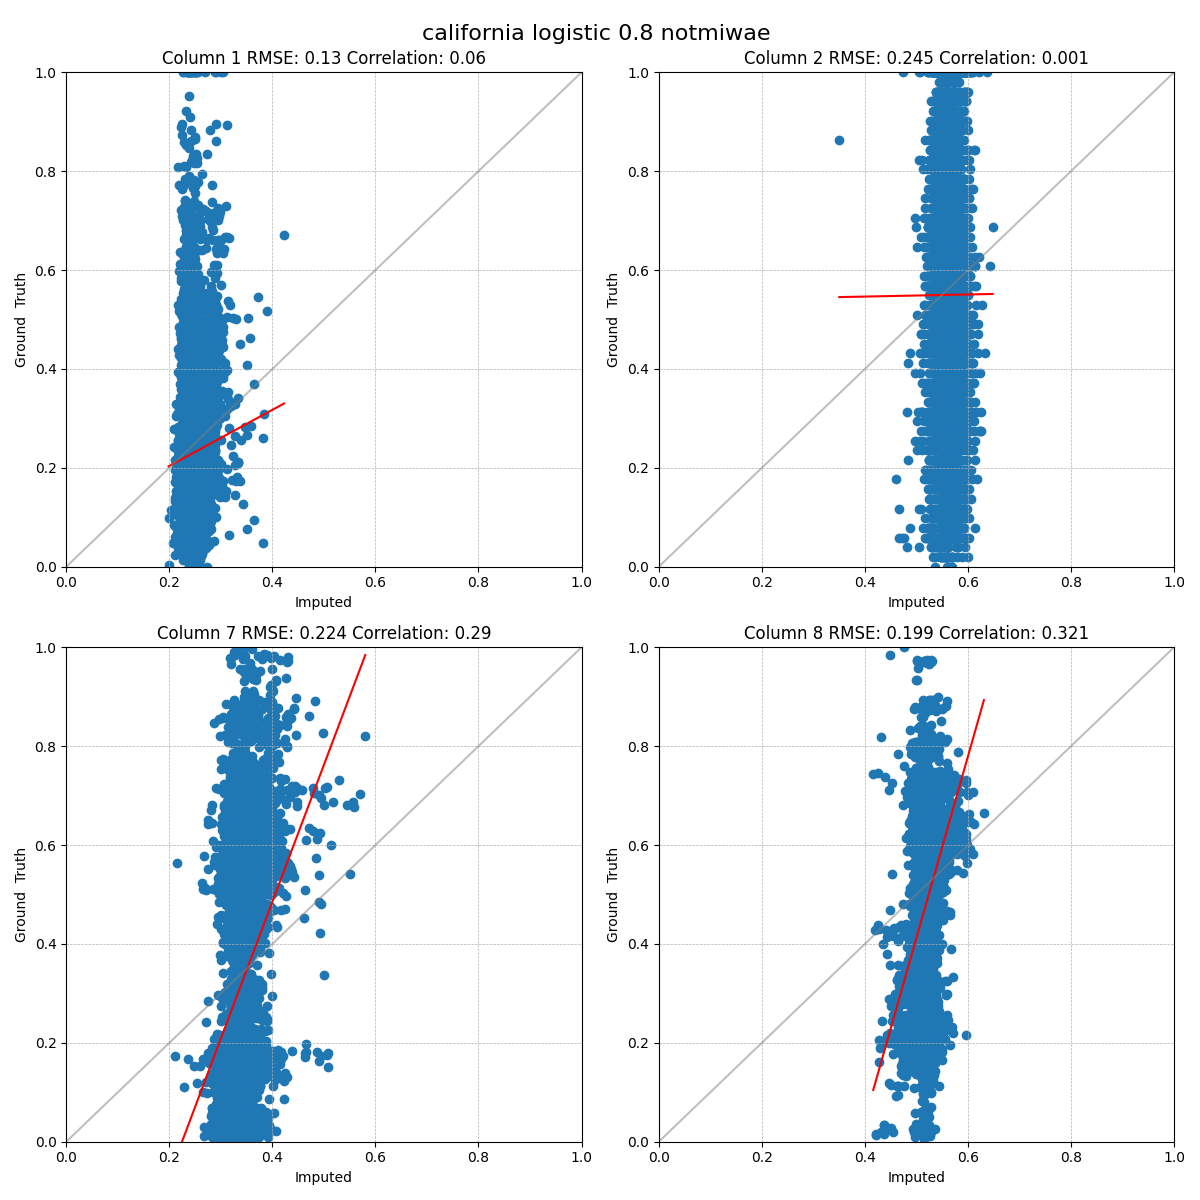 california logistic 0.8 notmiwae
Column 1 RMSE: 0.13 Correlation: 0.06
1.0
0.8
0.6
0.4
0.2
0.0
Ground Truth
0.0 0.2 0.4 0.6 0.8 1.0
Imputed
Column 2 RMSE: 0.245 Correlation: 0.001
1.0
0.8
0.6
0.4
0.2
0.0
Ground Truth
0.0 0.2 0.4 0.6 0.8 1.0
Imputed
Column 7 RMSE: 0.224 Correlation: 0.29
1.0
0.8
0.6
0.4
0.2
0.0
Ground Truth
0.0 0.2 0.4 0.6 0.8 1.0
Imputed
Column 8 RMSE: 0.199 Correlation: 0.321
1.0
0.8
0.6
0.4
0.2
0.0
Ground Truth
0.0 0.2 0.4 0.6 0.8 1.0
Imputed